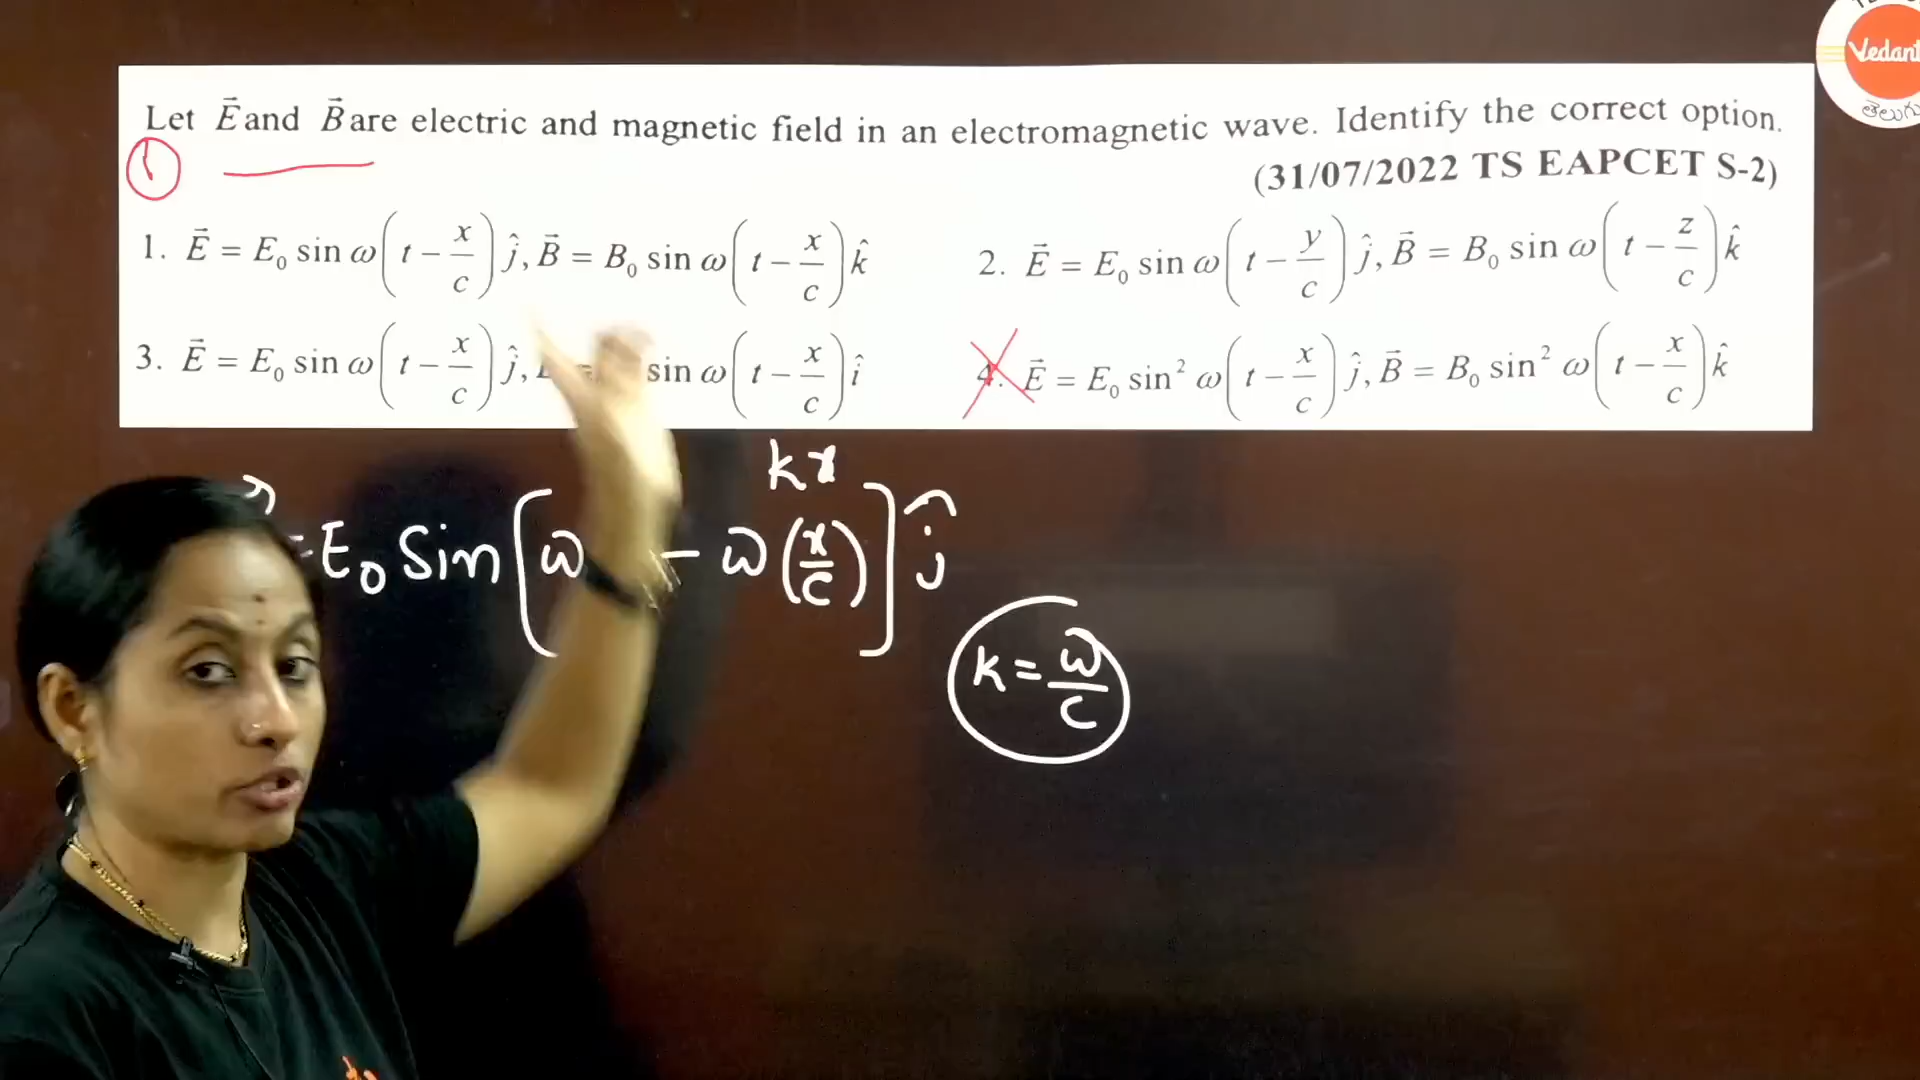 Vedant
తెలుగు
Let E⃗ and B⃗ are electric and magnetic field in an electromagnetic wave. Identify the correct option.
(31/07/2022 TS EAPCET S-2)
1
1. E⃗ = E₀ sin ω(t − x/c) ĵ, B⃗ = B₀ sin ω(t − x/c) k̂
2. E⃗ = E₀ sin ω(t − y/c) ĵ, B⃗ = B₀ sin ω(t − z/c) k̂
3. E⃗ = E₀ sin ω(t − x/c) ĵ, sin ω(t − x/c) î
4. E⃗ = E₀ sin² ω(t − x/c) ĵ, B⃗ = B₀ sin² ω(t − x/c) k̂
kx
= E₀ Sin [ω − ω(x/c)] ĵ
k = ω/c